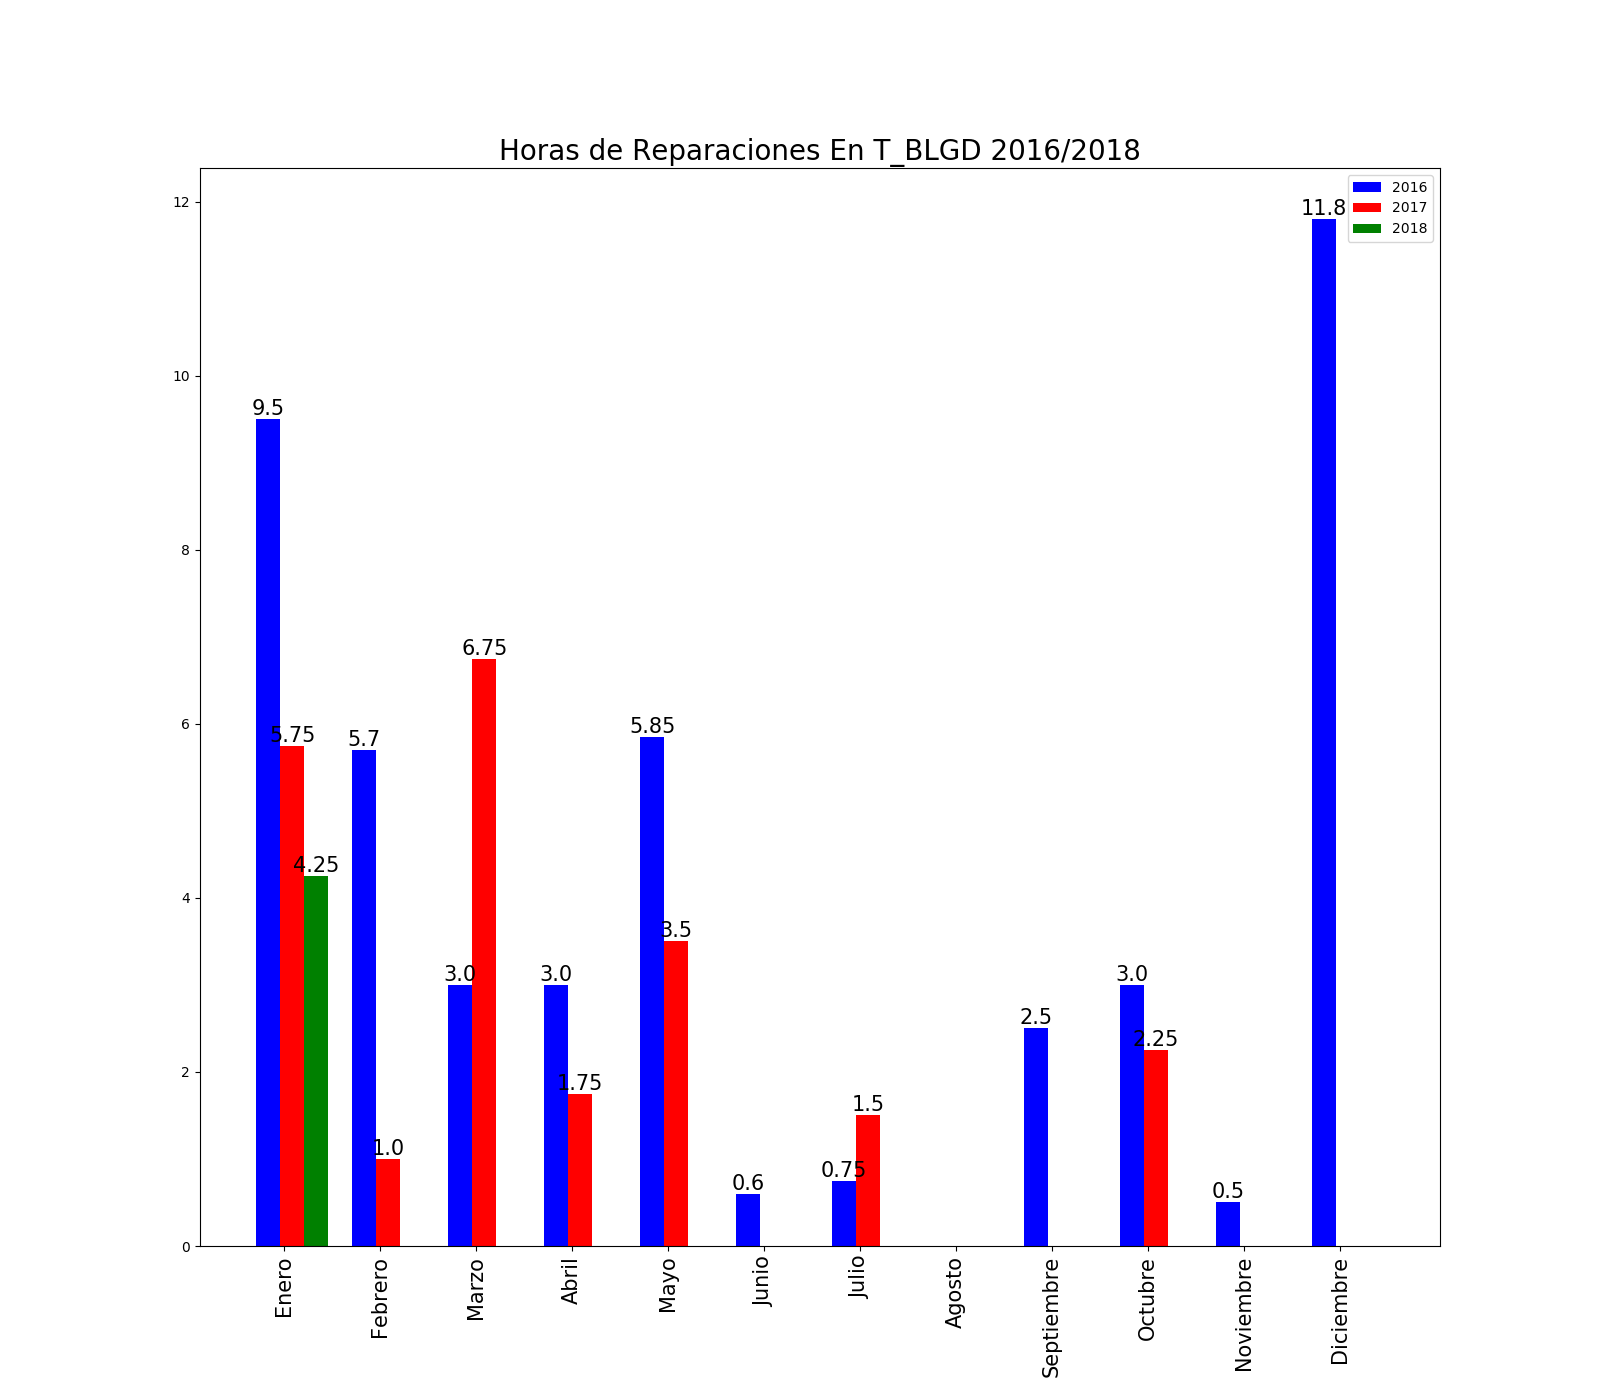 Horas de Reparaciones En T_BLGD 2016/2018
2016
2017
2018
12
10
8
6
4
2
0
9.5
5.75
4.25
5.7
1.0
3.0
6.75
3.0
1.75
5.85
3.5
0.6
0.75
1.5
2.5
3.0
2.25
0.5
11.8
Enero
Febrero
Marzo
Abril
Mayo
Junio
Julio
Agosto
Septiembre
Octubre
Noviembre
Diciembre